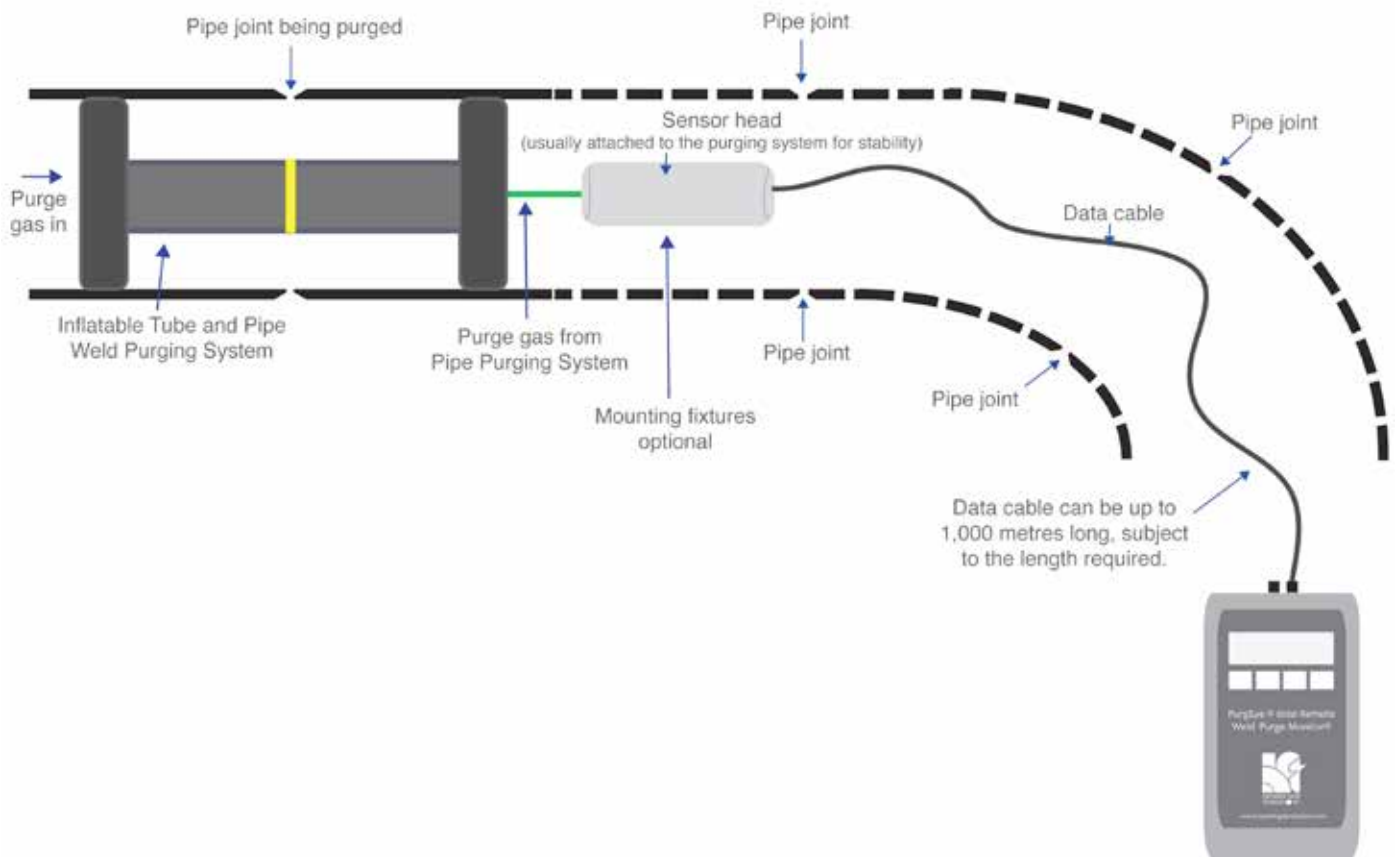 Pipe joint being purged
Pipe joint
Sensor head
(usually attached to the purging system for stability)
Pipe joint
Purge
gas in
Data cable
Inflatable Tube and Pipe
Weld Purging System
Purge gas from
Pipe Purging System
Pipe joint
Pipe joint
Mounting fixtures
optional
Data cable can be up to
1,000 metres long, subject
to the length required.
Weld Purge Monitor®